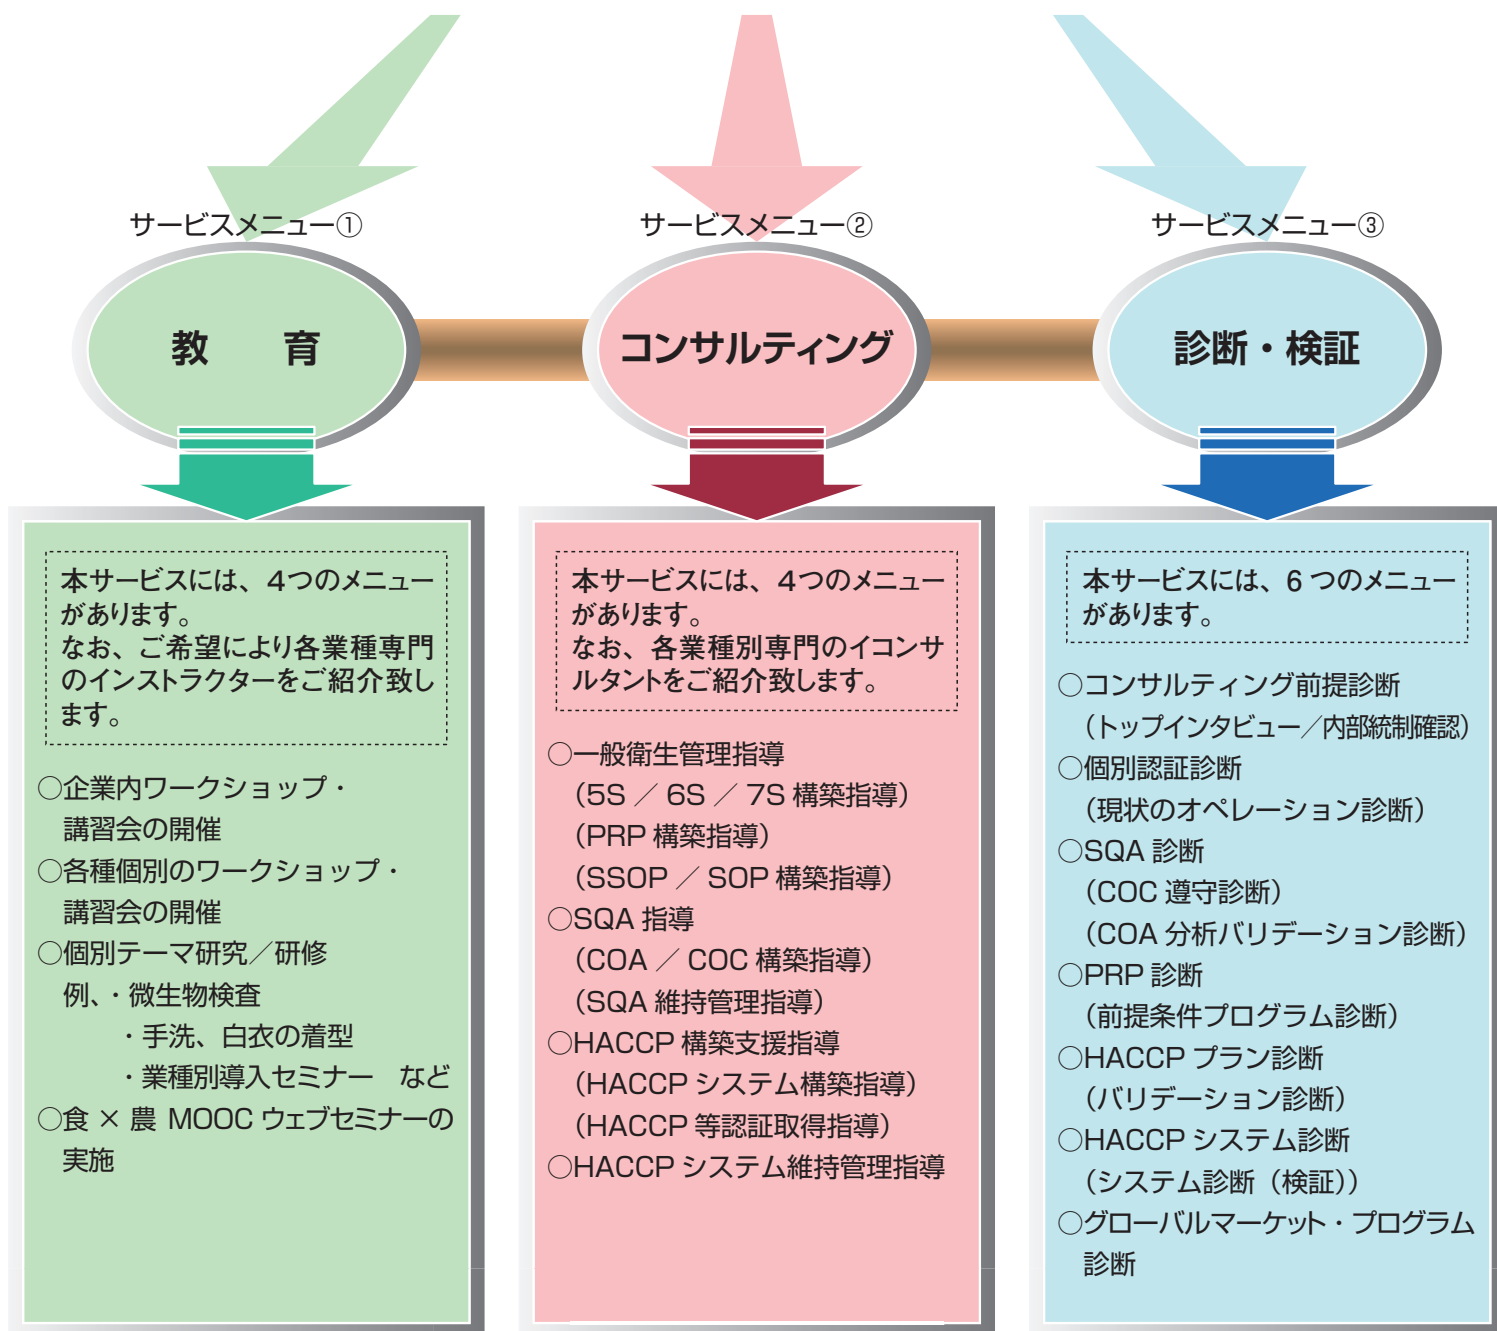 サービスメニュー①
教　育
本サービスには、4つのメニュー
があります。
なお、ご希望により各業種専門
のインストラクターをご紹介致し
ます。
○企業内ワークショップ・
講習会の開催
○各種個別のワークショップ・
講習会の開催
○個別テーマ研究／研修
例、・微生物検査
・手洗、白衣の着型
・業種別導入セミナー　など
○食 × 農 MOOC ウェブセミナーの
実施
サービスメニュー②
コンサルティング
本サービスには、4つのメニュー
があります。
なお、各業種別専門のイコンサ
ルタントをご紹介致します。
○一般衛生管理指導
（5S ／ 6S ／ 7S 構築指導）
（PRP 構築指導）
（SSOP ／ SOP 構築指導）
○SQA 指導
（COA ／ COC 構築指導）
（SQA 維持管理指導）
○HACCP 構築支援指導
（HACCP システム構築指導）
（HACCP 等認証取得指導）
○HACCP システム維持管理指導
サービスメニュー③
診断・検証
本サービスには、6 つのメニュー
があります。
○コンサルティング前提診断
（トップインタビュー／内部統制確認）
○個別認証診断
（現状のオペレーション診断）
○SQA 診断
（COC 遵守診断）
（COA 分析バリデーション診断）
○PRP 診断
（前提条件プログラム診断）
○HACCP プラン診断
（バリデーション診断）
○HACCP システム診断
（システム診断（検証））
○グローバルマーケット・プログラム
診断